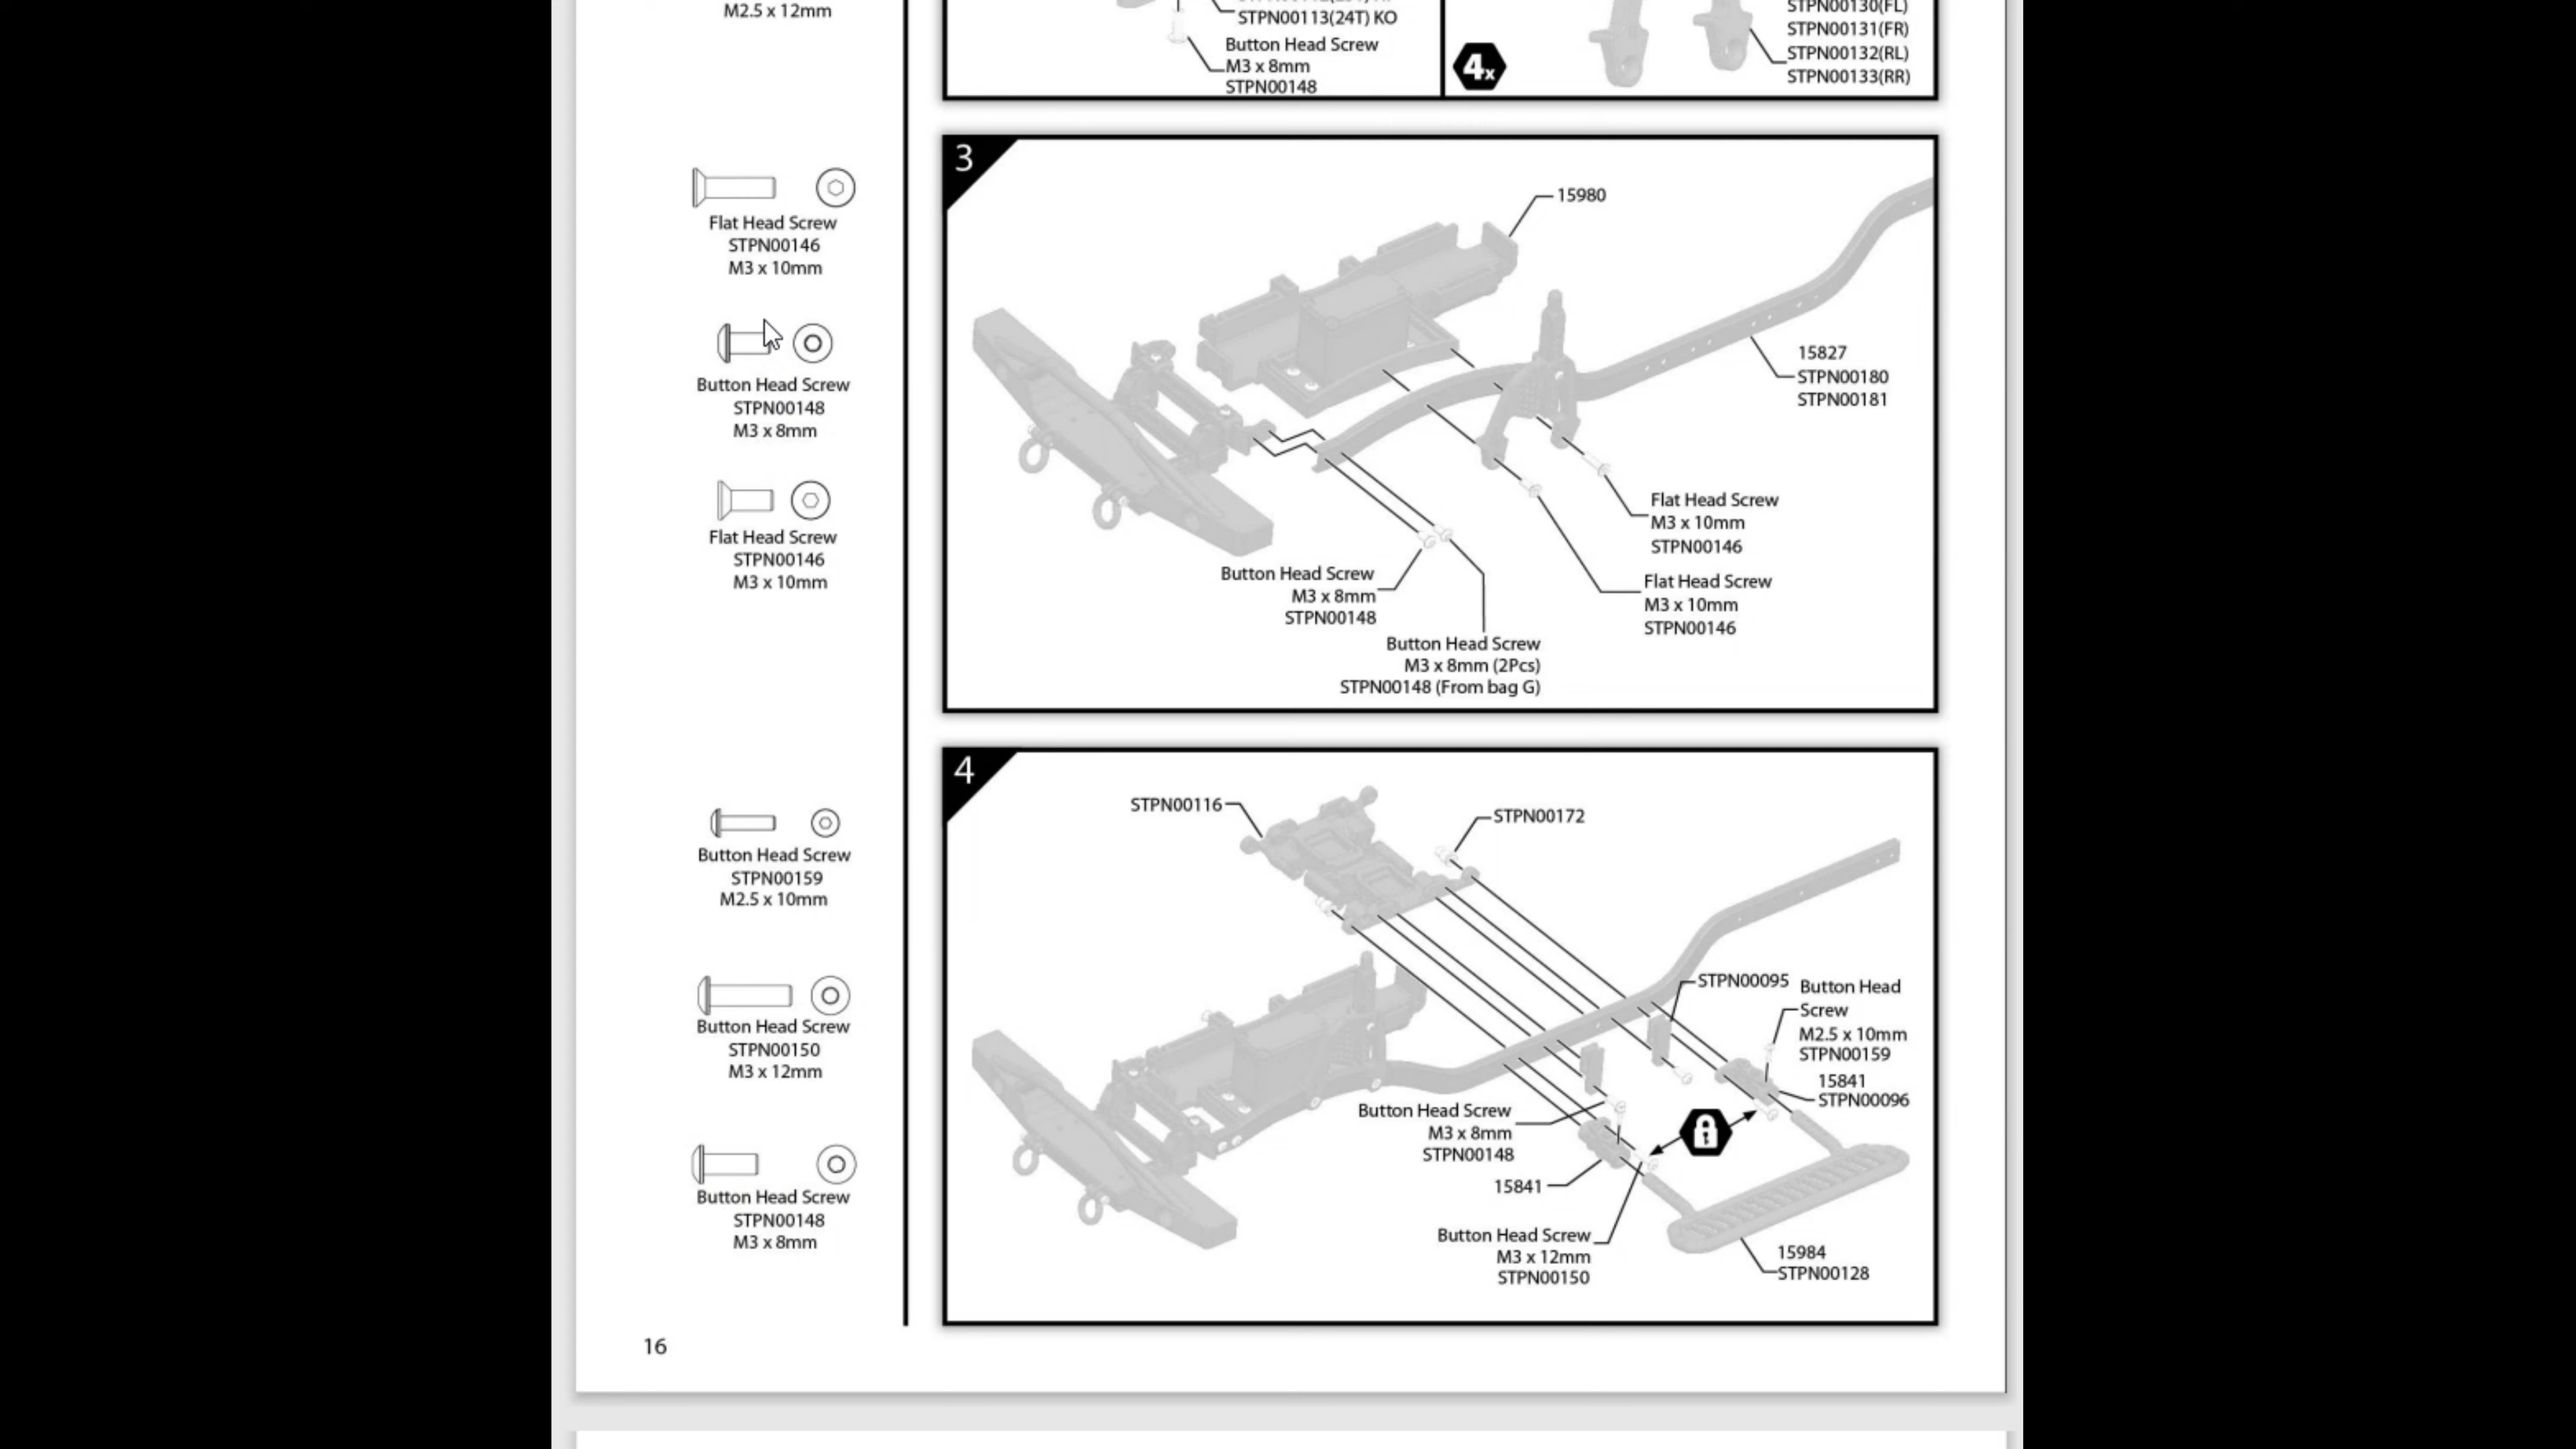 M2.5 x 12mm
STPN00113(24T) KO
Button Head Screw
M3 x 8mm
STPN00148
4x
STPN00130(FL)
STPN00131(FR)
STPN00132(RL)
STPN00133(RR)
Flat Head Screw
STPN00146
M3 x 10mm
Button Head Screw
STPN00148
M3 x 8mm
Flat Head Screw
STPN00146
M3 x 10mm
3
15980
15827
STPN00180
STPN00181
Flat Head Screw
M3 x 10mm
STPN00146
Flat Head Screw
M3 x 10mm
STPN00146
Button Head Screw
M3 x 8mm
STPN00148
Button Head Screw
M3 x 8mm (2Pcs)
STPN00148 (From bag G)
Button Head Screw
STPN00159
M2.5 x 10mm
Button Head Screw
STPN00150
M3 x 12mm
Button Head Screw
STPN00148
M3 x 8mm
4
STPN00116
STPN00172
STPN00095
Button Head
Screw
M2.5 x 10mm
STPN00159
15841
STPN00096
Button Head Screw
M3 x 8mm
STPN00148
15841
Button Head Screw
M3 x 12mm
STPN00150
15984
STPN00128
16